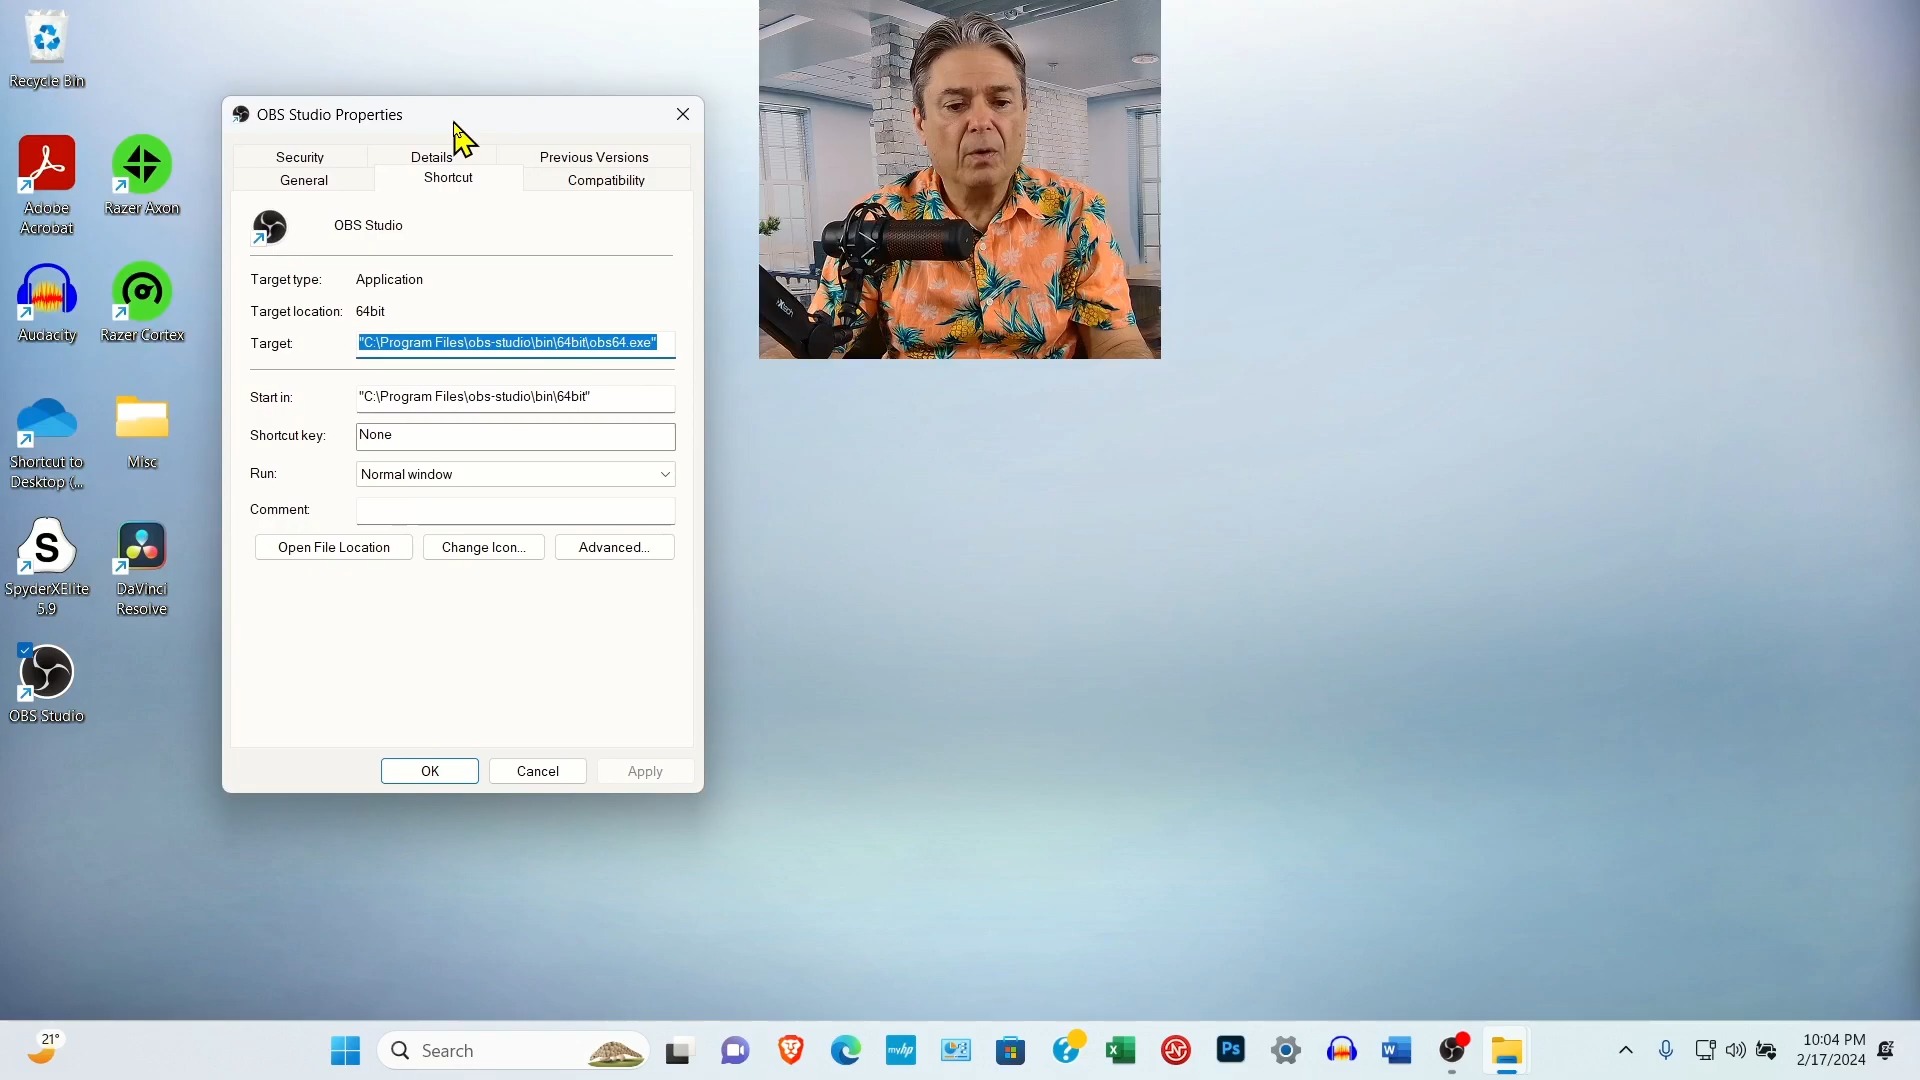 Recycle Bin
Adobe
Acrobat
Razer Axon
Audacity
Razer Cortex
Shortcut to
Desktop (...
Misc
S
SpyderXElite
5.9
DaVinci
Resolve
OBS Studio
OBS Studio Properties
Security
Details
Previous Versions
General
Shortcut
Compatibility
OBS Studio
Target type: Application
Target location: 64bit
Target: "C:\Program Files\obs-studio\bin\64bit\obs64.exe"
Start in: "C:\Program Files\obs-studio\bin\64bit"
Shortcut key: None
Run: Normal window
Comment:
Open File Location
Change Icon...
Advanced...
OK
Cancel
Apply
21°
Search
myhp
Ps
W
10:04 PM
2/17/2024